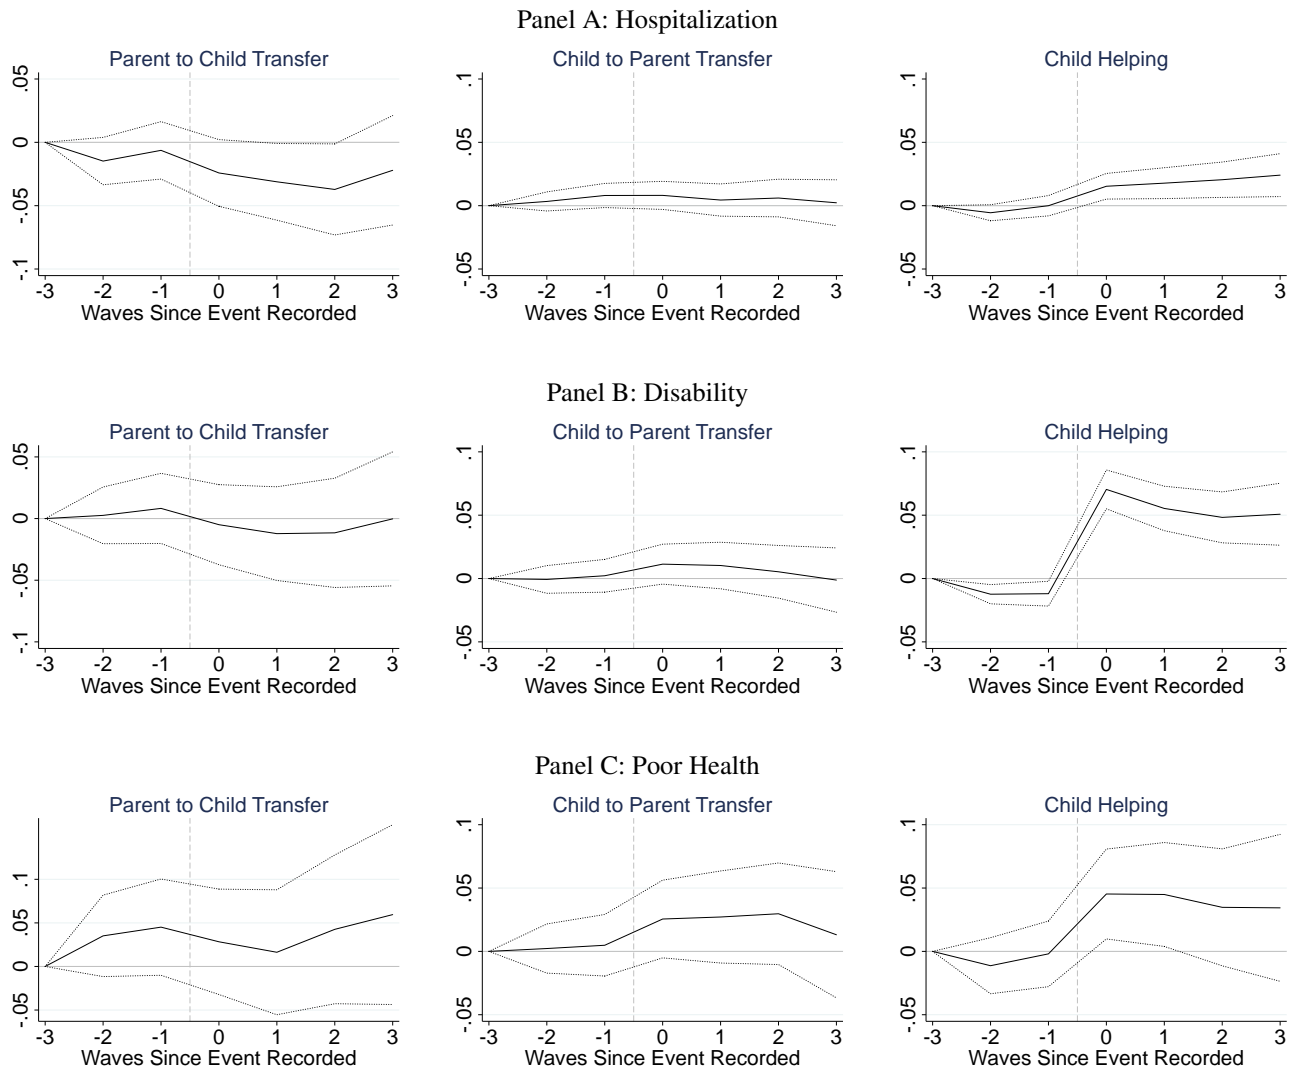 Panel A: Hospitalization
Parent to Child Transfer
.05
0
-.05
-.1
-3 -2 -1 0 1 2 3
Waves Since Event Recorded
Child to Parent Transfer
.1
.05
0
-.05
-3 -2 -1 0 1 2 3
Waves Since Event Recorded
Child Helping
.1
.05
0
-.05
-3 -2 -1 0 1 2 3
Waves Since Event Recorded
Panel B: Disability
Parent to Child Transfer
.05
0
-.05
-.1
-3 -2 -1 0 1 2 3
Waves Since Event Recorded
Child to Parent Transfer
.1
.05
0
-.05
-3 -2 -1 0 1 2 3
Waves Since Event Recorded
Child Helping
.1
.05
0
-.05
-3 -2 -1 0 1 2 3
Waves Since Event Recorded
Panel C: Poor Health
Parent to Child Transfer
.1
.05
0
-.05
-3 -2 -1 0 1 2 3
Waves Since Event Recorded
Child to Parent Transfer
.1
.05
0
-.05
-3 -2 -1 0 1 2 3
Waves Since Event Recorded
Child Helping
.1
.05
0
-.05
-3 -2 -1 0 1 2 3
Waves Since Event Recorded